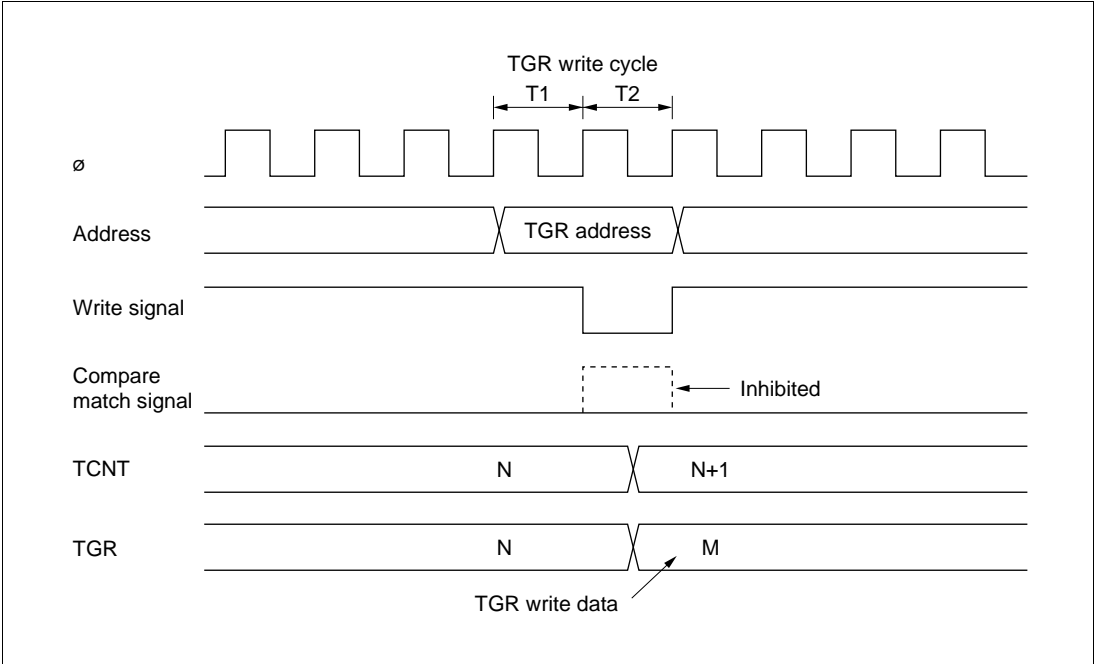 TGR write cycle
T1 T2
ø
Address TGR address
Write signal
Compare
match signal Inhibited
TCNT N N+1
TGR N M
TGR write data